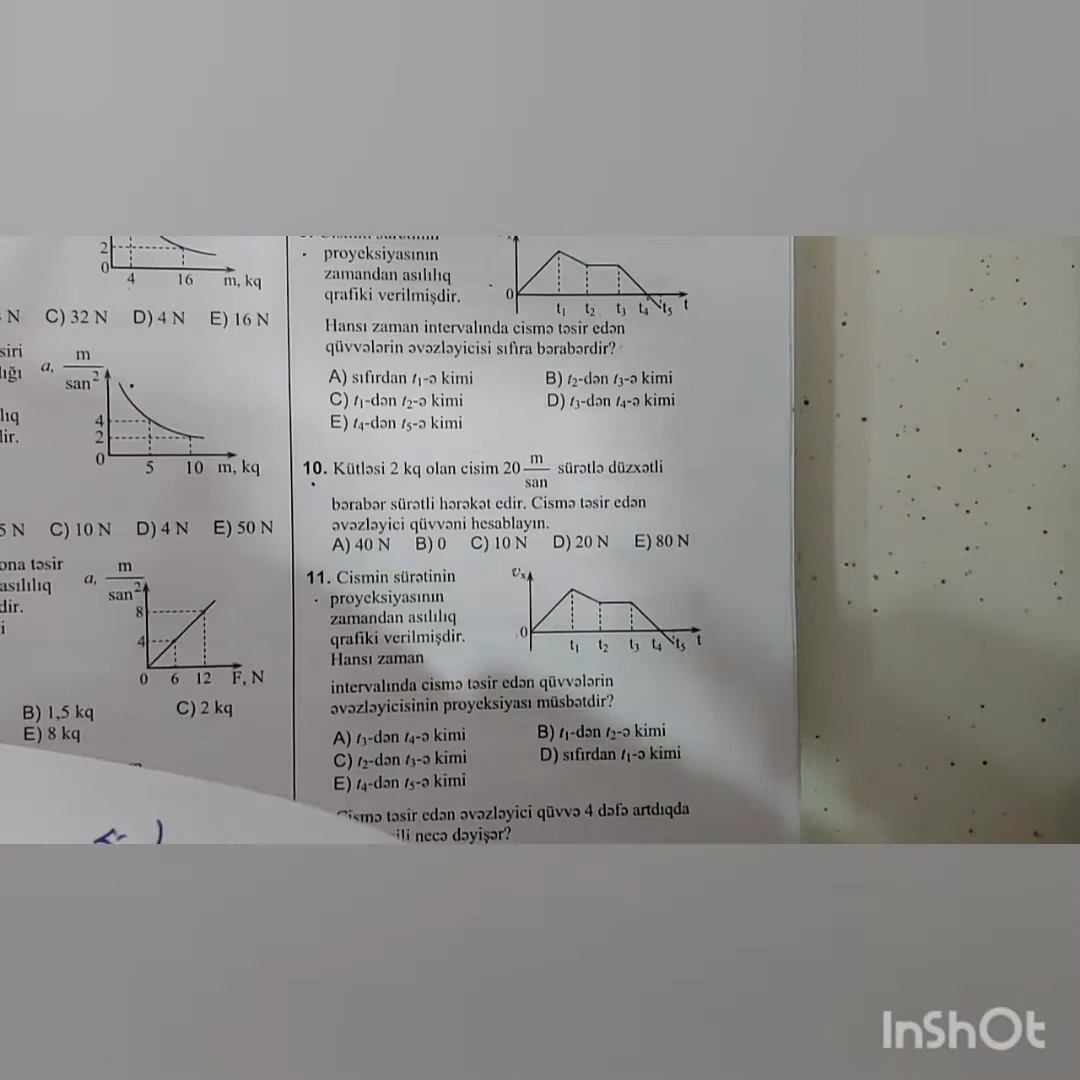 2
0
4
16
m, kq
N C) 32 N D) 4 N E) 16 N
siri
lığı
lıq
lir.
a, m/san²
4
2
0
5
10
m, kq
5 N C) 10 N D) 4 N E) 50 N
ona təsir
asılılıq
dir.
i
a, m/san²
8
4
0
6
12
F, N
B) 1,5 kq C) 2 kq
E) 8 kq
proyeksiyasının
zamandan asılılıq
qrafiki verilmişdir.
0
t₁ t₂ t₃ t₄ t₅ t
Hansı zaman intervalında cismə təsir edən
qüvvələrin əvəzləyicisi sıfıra bərabərdir?
A) sıfırdan t₁-ə kimi B) t₂-dən t₃-ə kimi
C) t₁-dən t₂-ə kimi D) t₃-dən t₄-ə kimi
E) t₄-dən t₅-ə kimi
10. Kütləsi 2 kq olan cisim 20 m/san sürətlə düzxətli
bərabər sürətli hərəkət edir. Cismə təsir edən
əvəzləyici qüvvəni hesablayın.
A) 40 N B) 0 C) 10 N D) 20 N E) 80 N
11. Cismin sürətinin
proyeksiyasının
zamandan asılılıq
qrafiki verilmişdir.
Hansı zaman
υₓ
0
t₁ t₂ t₃ t₄ t₅ t
intervalında cismə təsir edən qüvvələrin
əvəzləyicisinin proyeksiyası müsbətdir?
A) t₃-dən t₄-ə kimi B) t₁-dən t₂-ə kimi
C) t₂-dən t₃-ə kimi D) sıfırdan t₁-ə kimi
E) t₄-dən t₅-ə kimi
Cismə təsir edən əvəzləyici qüvvə 4 dəfə artdıqda
necə dəyişər?
InShOt